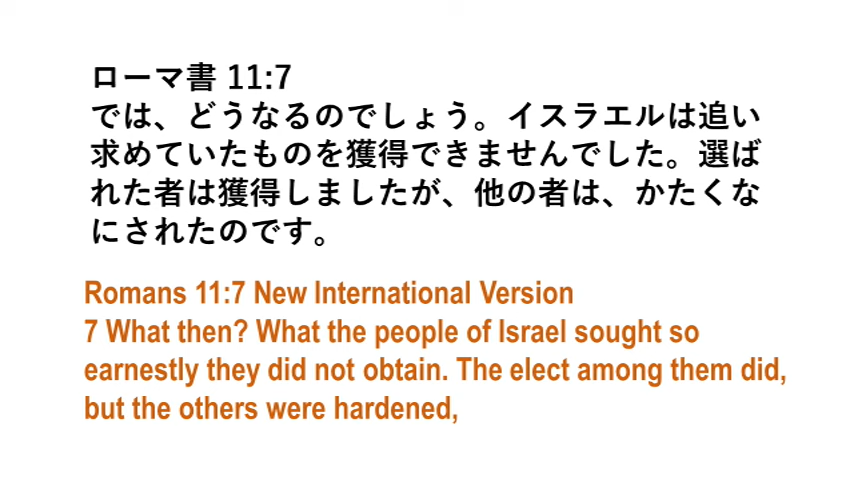 ローマ書 11:7
では、どうなるのでしょう。イスラエルは追い
求めていたものを獲得できませんでした。選ば
れた者は獲得しましたが、他の者は、かたくな
にされたのです。
Romans 11:7 New International Version
7 What then? What the people of Israel sought so
earnestly they did not obtain. The elect among them did,
but the others were hardened,